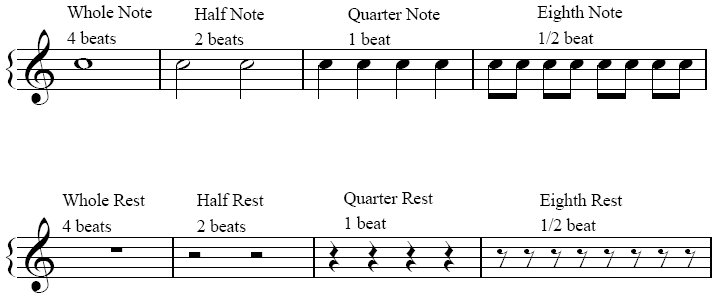 Whole Note Half Note Quarter Note Eighth Note
4 beats 2 beats 1 beat 1/2 beat
Whole Rest Half Rest Quarter Rest Eighth Rest
4 beats 2 beats 1 beat 1/2 beat